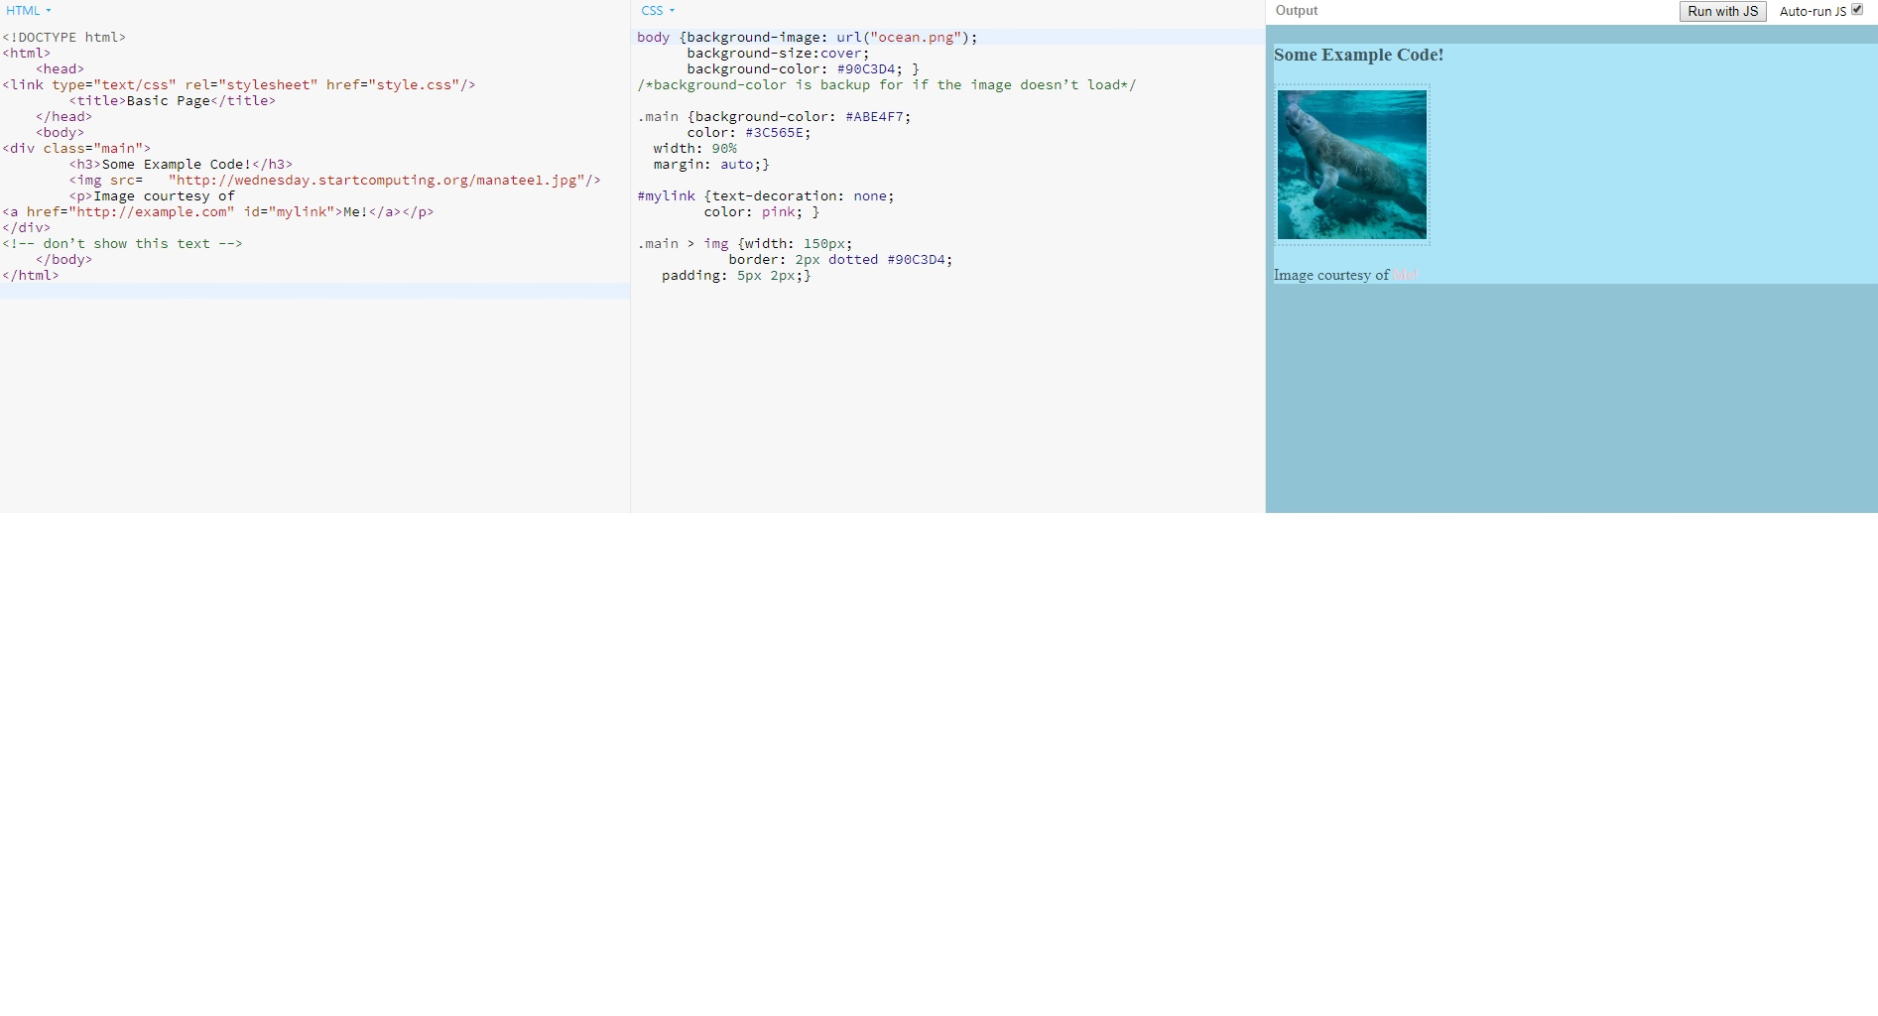 HTML
<!DOCTYPE html>
<html>
    <head>
<link type="text/css" rel="stylesheet" href="style.css"/>
        <title>Basic Page</title>
    </head>
    <body>
<div class="main">
        <h3>Some Example Code!</h3>
        <img src=   "http://wednesday.startcomputing.org/manatee1.jpg"/>
        <p>Image courtesy of
<a href="http://example.com" id="mylink">Me!</a></p>
</div>
<!-- don’t show this text -->
    </body>
</html>
CSS
body {background-image: url("ocean.png");
      background-size:cover;
      background-color: #90C3D4; }
/*background-color is backup for if the image doesn’t load*/
.main {background-color: #ABE4F7;
      color: #3C565E;
  width: 90%
  margin: auto;}
#mylink {text-decoration: none;
        color: pink; }
.main > img {width: 150px;
           border: 2px dotted #90C3D4;
   padding: 5px 2px;}
Output
Run with JS
Auto-run JS
Some Example Code!
Image courtesy of Me!